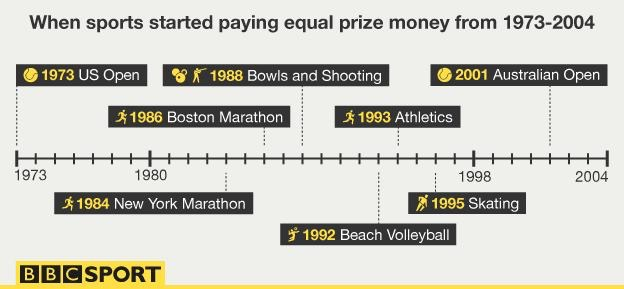 When sports started paying equal prize money from 1973-2004
1973 US Open
1988 Bowls and Shooting
2001 Australian Open
1986 Boston Marathon
1993 Athletics
1973
1980
1998
2004
1984 New York Marathon
1995 Skating
1992 Beach Volleyball
BBC SPORT